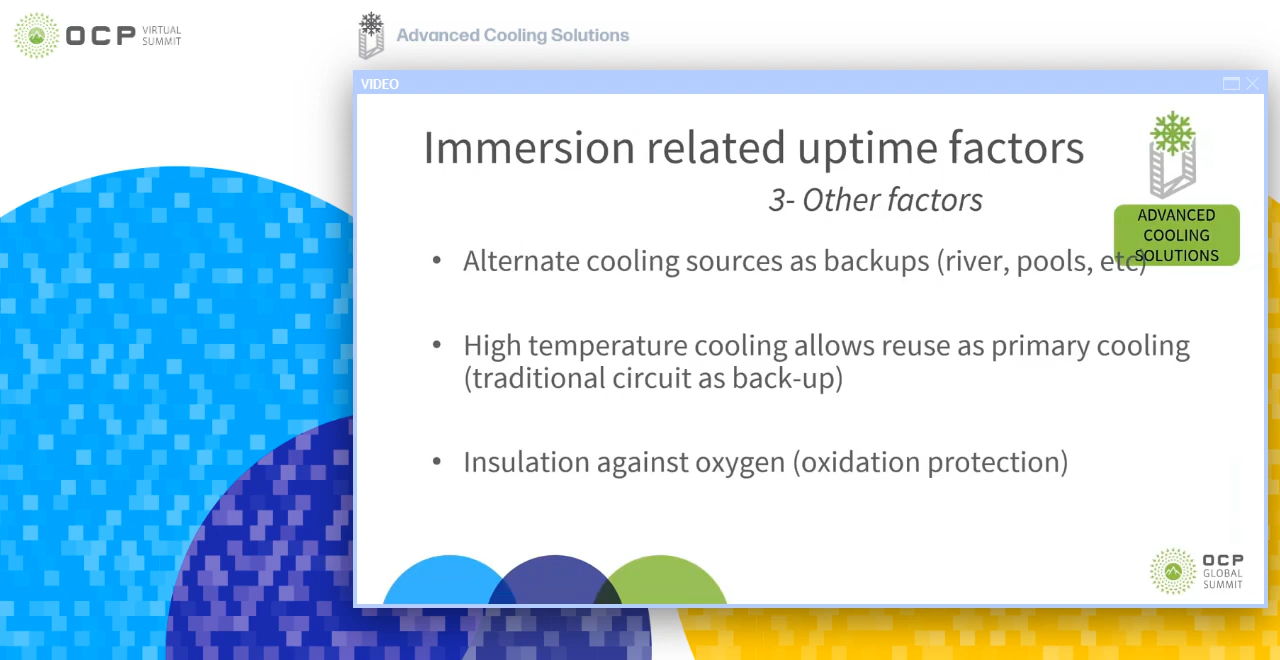 OCP VIRTUAL
SUMMIT
Advanced Cooling Solutions
VIDEO
Immersion related uptime factors
3- Other factors
ADVANCED
COOLING
SOLUTIONS
• Alternate cooling sources as backups (river, pools, etc)
• High temperature cooling allows reuse as primary cooling
(traditional circuit as back-up)
• Insulation against oxygen (oxidation protection)
OCP
GLOBAL
SUMMIT